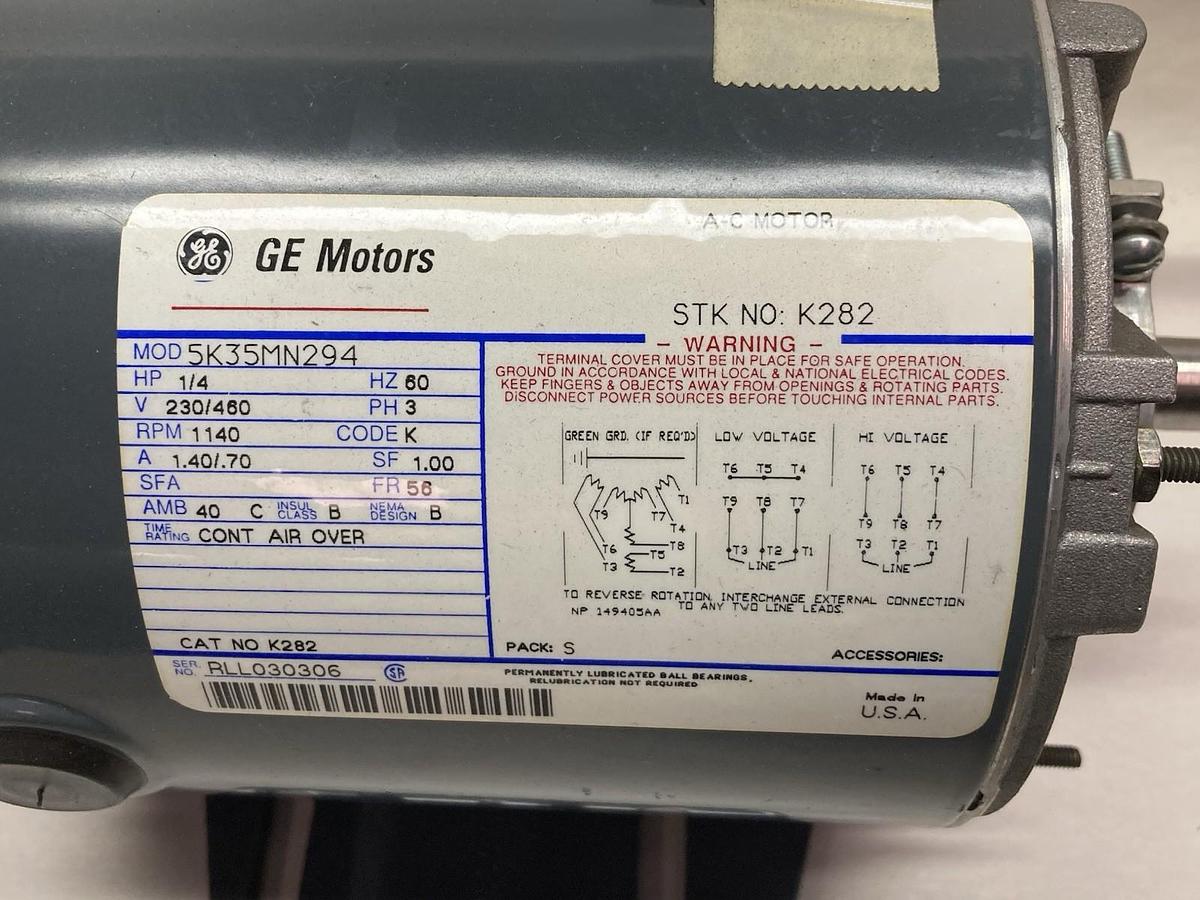 A-C MOTOR
GE GE Motors
STK NO: K282
MOD 5K35MN294
HP 1/4 HZ 60
V 230/460 PH 3
RPM 1140 CODE K
A 1.40/.70 SF 1.00
SFA FR 56
AMB 40 C INSUL CLASS B NEMA DESIGN B
TIME RATING CONT AIR OVER
CAT NO K282
SER. NO. RLL030306 SA
- WARNING -
TERMINAL COVER MUST BE IN PLACE FOR SAFE OPERATION.
GROUND IN ACCORDANCE WITH LOCAL & NATIONAL ELECTRICAL CODES.
KEEP FINGERS & OBJECTS AWAY FROM OPENINGS & ROTATING PARTS.
DISCONNECT POWER SOURCES BEFORE TOUCHING INTERNAL PARTS.
GREEN GRD. (IF REQ'D) LOW VOLTAGE HI VOLTAGE
T6 T5 T4 T6 T5 T4
T1
T9 T7 T9 T8 T7
T4 T9 T8 T7
T8
T6 T5 T3 T2 T1 T3 T2 T1
T3 T2 LINE LINE
TO REVERSE ROTATION, INTERCHANGE EXTERNAL CONNECTION
TO ANY TWO LINE LEADS.
NP 149405AA
PACK: S ACCESSORIES:
PERMANENTLY LUBRICATED BALL BEARINGS.
RELUBRICATION NOT REQUIRED
Made in
U.S.A.